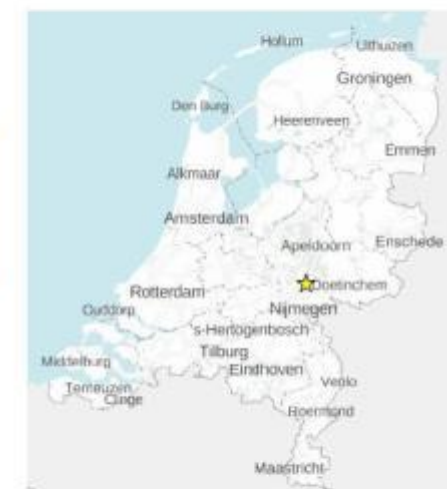 Hollum
Uithuizen
Groningen
Den Burg
Heerenveen
Emmen
Alkmaar
Amsterdam
Apeldoorn
Enschede
Doetinchem
Rotterdam
Nijmegen
Ouddorp
's-Hertogenbosch
Tilburg
Middelburg
Eindhoven
Terneuzen
Venlo
Clinge
Roermond
Maastricht